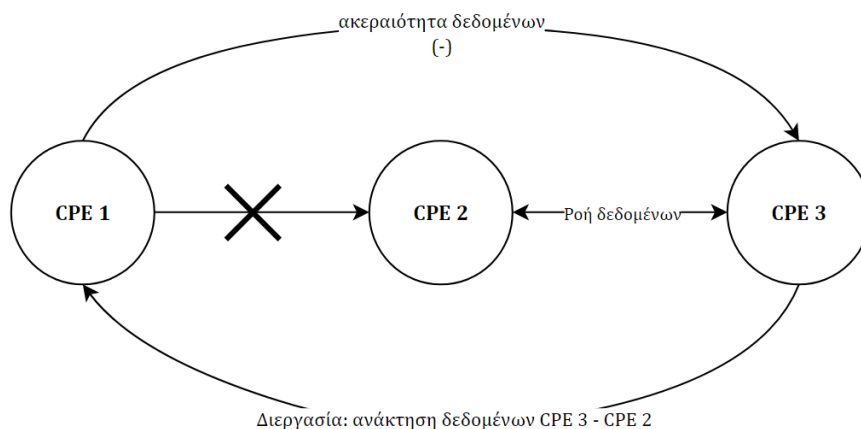 ακεραιότητα δεδομένων
(-)
CPE 1
CPE 2
Ροή δεδομένων
CPE 3
Διεργασία: ανάκτηση δεδομένων CPE 3 - CPE 2